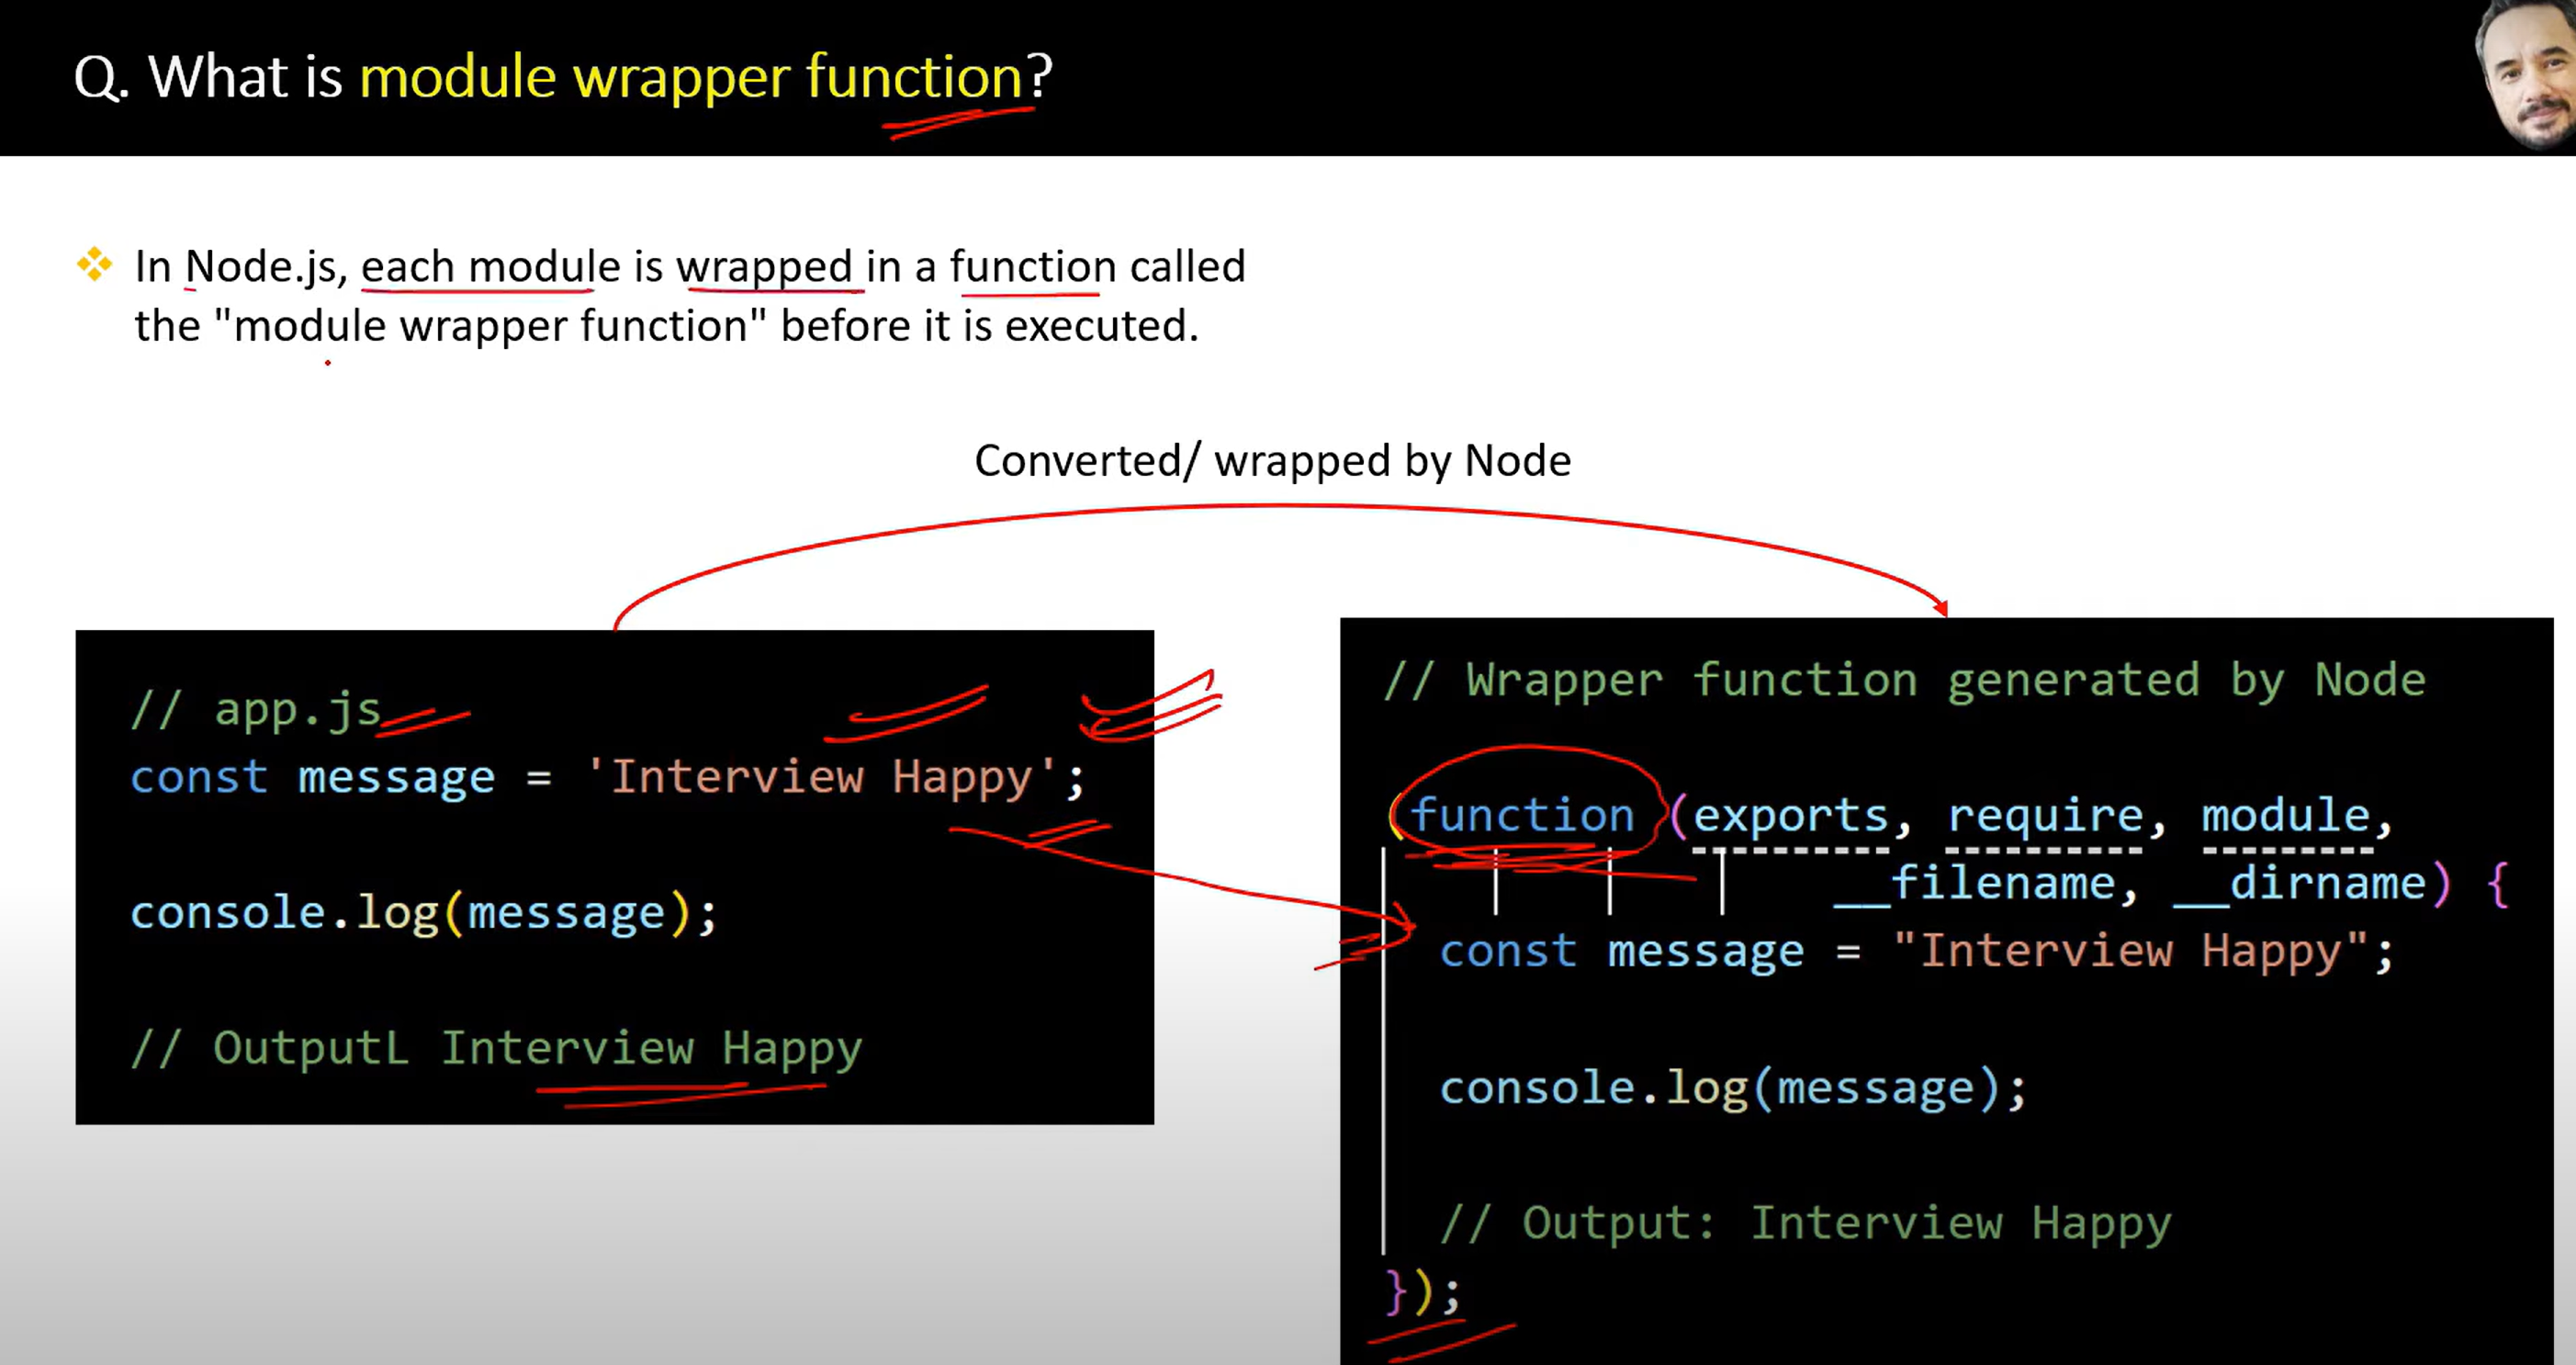 Q. What is module wrapper function?
In Node.js, each module is wrapped in a function called
the "module wrapper function" before it is executed.
Converted/ wrapped by Node
// app.js
const message = 'Interview Happy';
console.log(message);
// OutputL Interview Happy
// Wrapper function generated by Node
(function (exports, require, module,
__filename, __dirname) {
const message = "Interview Happy";
console.log(message);
// Output: Interview Happy
});